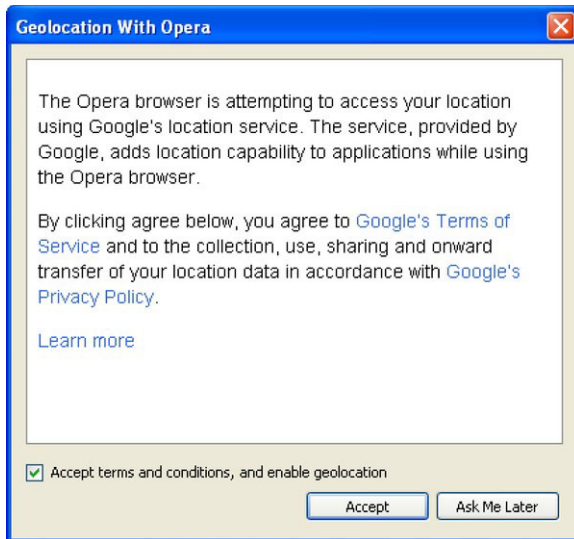 Geolocation With Opera
The Opera browser is attempting to access your location
using Google's location service. The service, provided by
Google, adds location capability to applications while using
the Opera browser.
By clicking agree below, you agree to Google's Terms of
Service and to the collection, use, sharing and onward
transfer of your location data in accordance with Google's
Privacy Policy.
Learn more
Accept terms and conditions, and enable geolocation
Accept
Ask Me Later